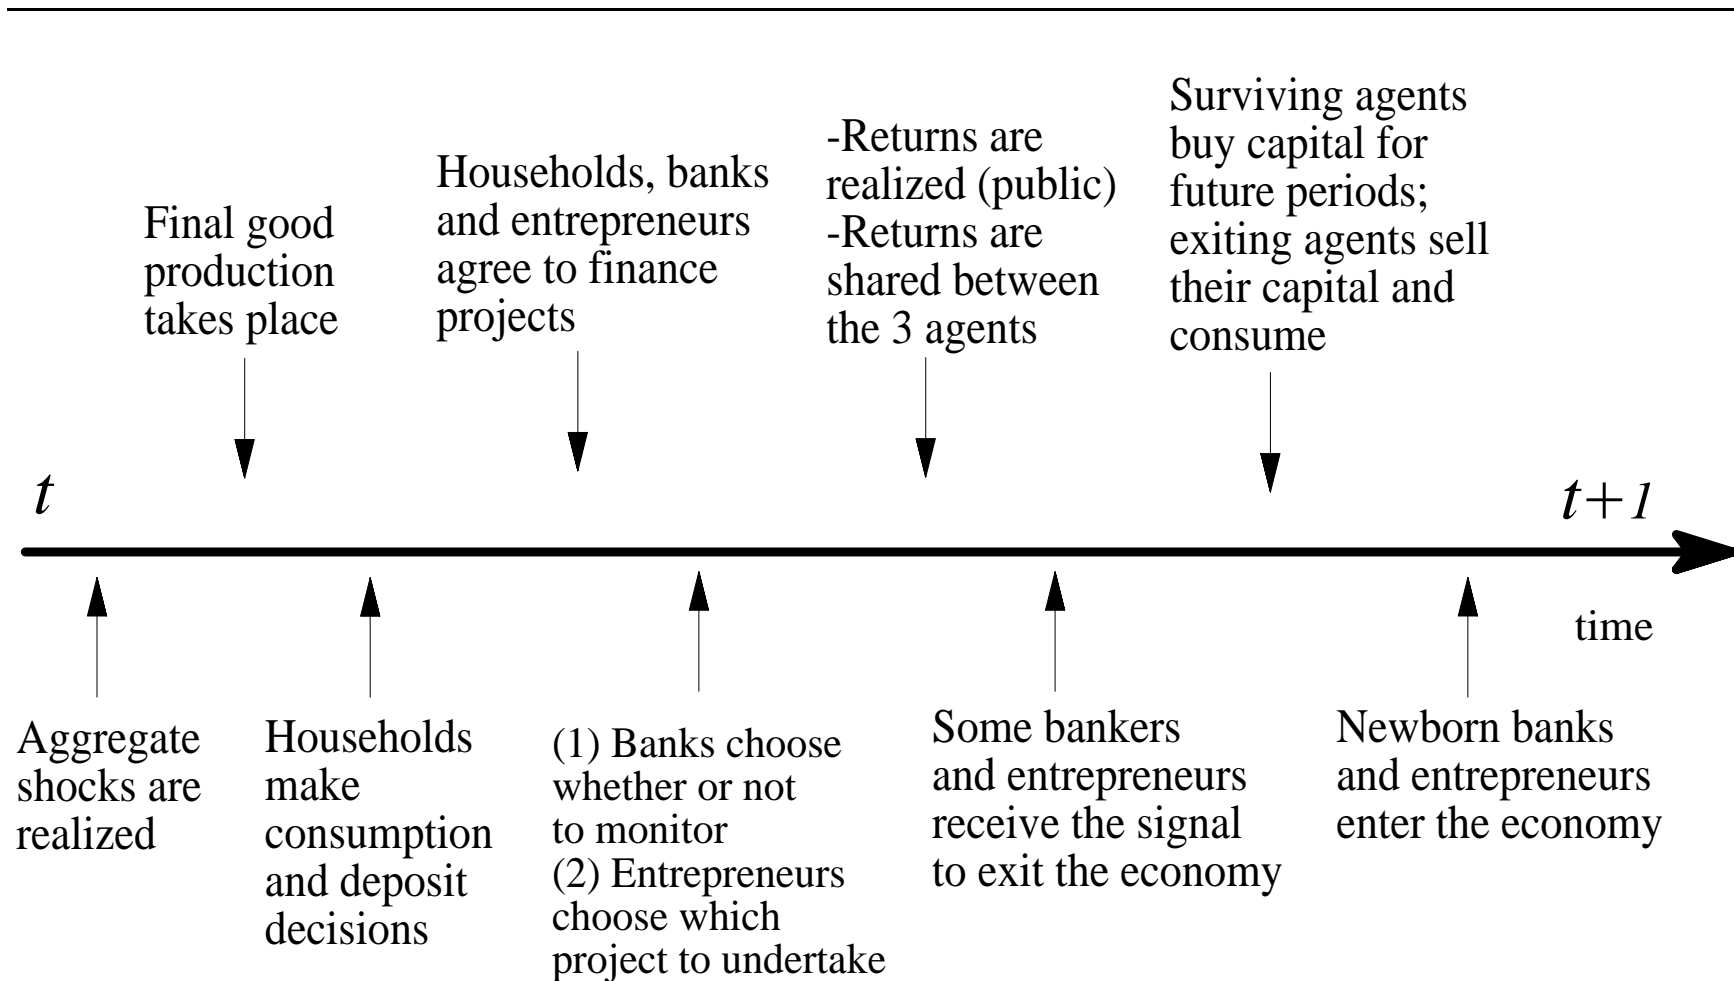 Final good
production
takes place
Households, banks
and entrepreneurs
agree to finance
projects
-Returns are
realized (public)
-Returns are
shared between
the 3 agents
Surviving agents
buy capital for
future periods;
exiting agents sell
their capital and
consume
t
t+1
time
Aggregate
shocks are
realized
Households
make
consumption
and deposit
decisions
(1) Banks choose
whether or not
to monitor
(2) Entrepreneurs
choose which
project to undertake
Some bankers
and entrepreneurs
receive the signal
to exit the economy
Newborn banks
and entrepreneurs
enter the economy